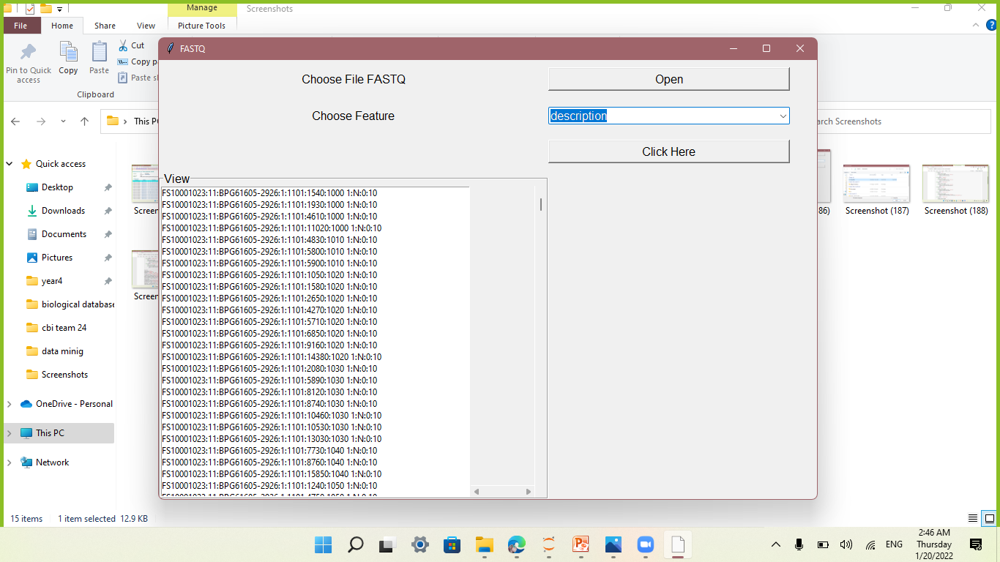 Manage
Screenshots
File
Home
Share
View
Picture Tools
Pin to Quick
access
Copy
Paste
Cut
Copy
Paste
Clipboard
FASTQ
Choose File FASTQ
Open
Choose Feature
description
Click Here
View
FS10001023:11:BPG61605-2926:1:1101:1540:1000 1:N:0:10
FS10001023:11:BPG61605-2926:1:1101:1930:1000 1:N:0:10
FS10001023:11:BPG61605-2926:1:1101:4610:1000 1:N:0:10
FS10001023:11:BPG61605-2926:1:1101:11020:1000 1:N:0:10
FS10001023:11:BPG61605-2926:1:1101:4830:1010 1:N:0:10
FS10001023:11:BPG61605-2926:1:1101:5800:1010 1:N:0:10
FS10001023:11:BPG61605-2926:1:1101:5900:1010 1:N:0:10
FS10001023:11:BPG61605-2926:1:1101:1050:1020 1:N:0:10
FS10001023:11:BPG61605-2926:1:1101:1580:1020 1:N:0:10
FS10001023:11:BPG61605-2926:1:1101:2650:1020 1:N:0:10
FS10001023:11:BPG61605-2926:1:1101:4270:1020 1:N:0:10
FS10001023:11:BPG61605-2926:1:1101:5710:1020 1:N:0:10
FS10001023:11:BPG61605-2926:1:1101:6850:1020 1:N:0:10
FS10001023:11:BPG61605-2926:1:1101:9160:1020 1:N:0:10
FS10001023:11:BPG61605-2926:1:1101:14380:1020 1:N:0:10
FS10001023:11:BPG61605-2926:1:1101:2080:1030 1:N:0:10
FS10001023:11:BPG61605-2926:1:1101:5890:1030 1:N:0:10
FS10001023:11:BPG61605-2926:1:1101:8120:1030 1:N:0:10
FS10001023:11:BPG61605-2926:1:1101:8740:1030 1:N:0:10
FS10001023:11:BPG61605-2926:1:1101:10460:1030 1:N:0:10
FS10001023:11:BPG61605-2926:1:1101:10530:1030 1:N:0:10
FS10001023:11:BPG61605-2926:1:1101:13030:1030 1:N:0:10
FS10001023:11:BPG61605-2926:1:1101:7730:1040 1:N:0:10
FS10001023:11:BPG61605-2926:1:1101:8760:1040 1:N:0:10
FS10001023:11:BPG61605-2926:1:1101:15850:1040 1:N:0:10
FS10001023:11:BPG61605-2926:1:1101:1240:1050 1:N:0:10
This PC
arch Screenshots
Quick access
Desktop
Downloads
Documents
Pictures
year4
biological database
cbi team 24
data minig
Screenshots
OneDrive - Personal
This PC
Network
Screen
Screen
86)
Screenshot (187)
Screenshot (188)
15 items
1 item selected 12.9 KB
ENG
2:46 AM
Thursday
1/20/2022